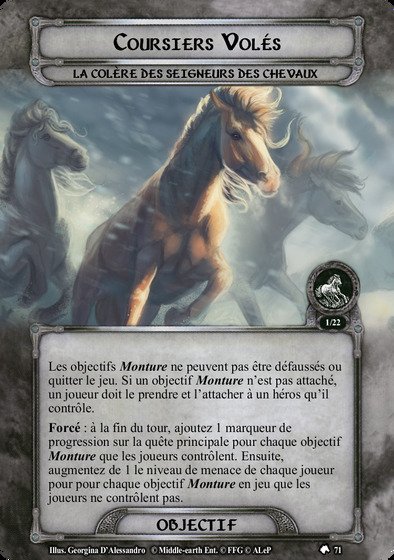 Coursiers Volés
La Colère des Seigneurs des Chevaux
1/22
Les objectifs Monture ne peuvent pas être défaussés ou
quitter le jeu. Si un objectif Monture n'est pas attaché,
un joueur doit le prendre et l'attacher à un héros qu'il
contrôle.
Forcé : à la fin du tour, ajoutez 1 marqueur de
progression sur la quête principale pour chaque objectif
Monture que les joueurs contrôlent. Ensuite,
augmentez de 1 le niveau de menace de chaque joueur
pour pour chaque objectif Monture en jeu que les
joueurs ne contrôlent pas.
Illus. Georgina D'Alessandro © Middle-earth Ent. © FFG © ALeP 71
Objectif